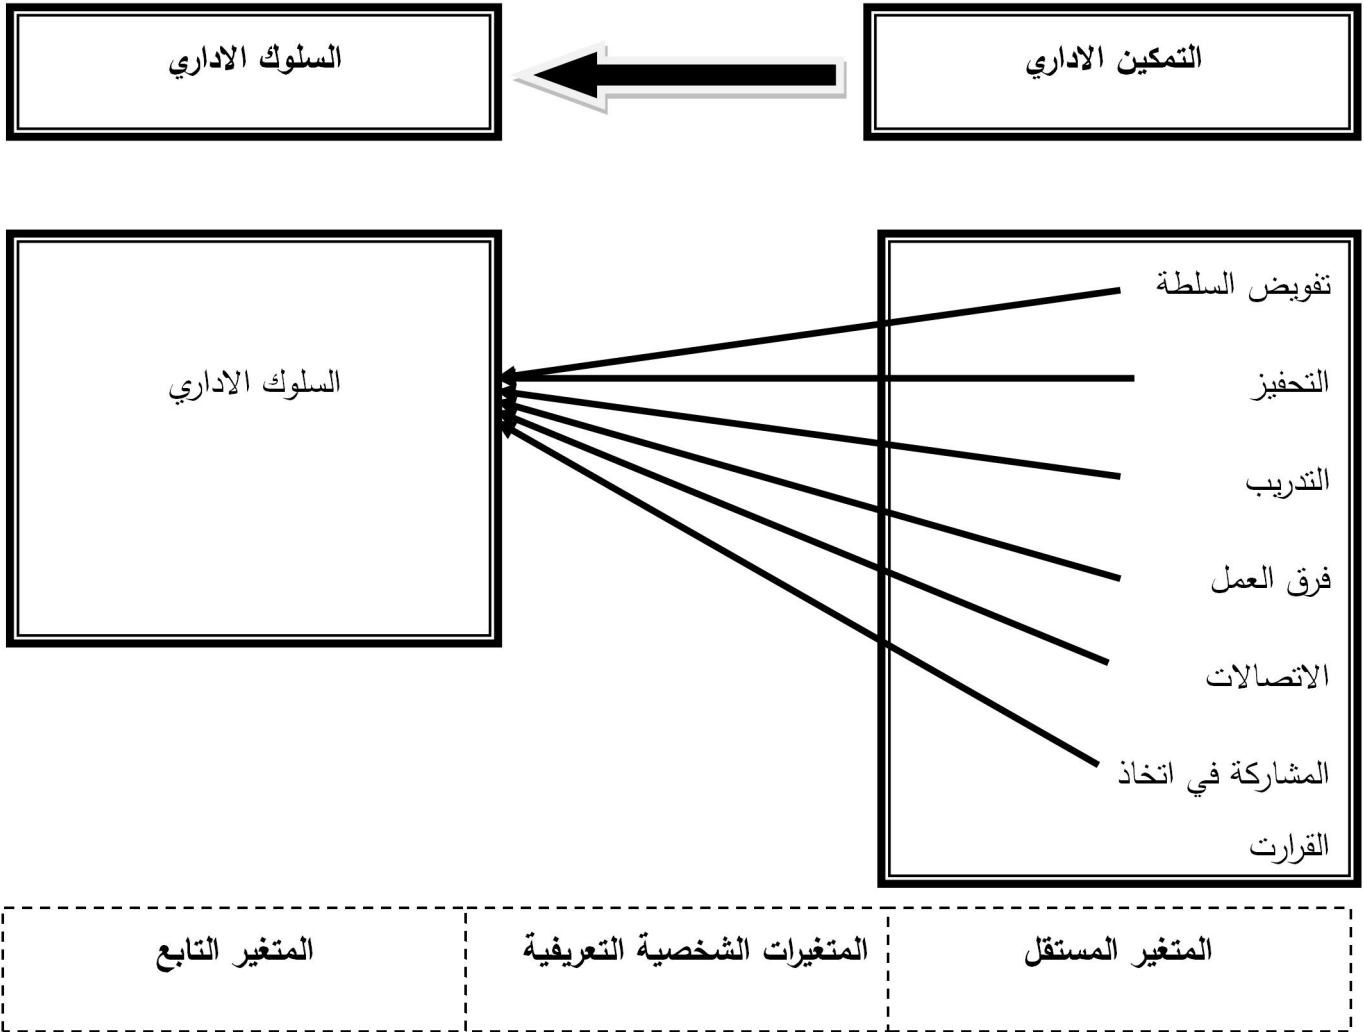 التمكين الاداري
السلوك الاداري
تفويض السلطة
التحفيز
التدريب
فرق العمل
الاتصالات
المشاركة في اتخاذ
القرارت
السلوك الاداري
المتغير المستقل
المتغيرات الشخصية التعريفية
المتغير التابع